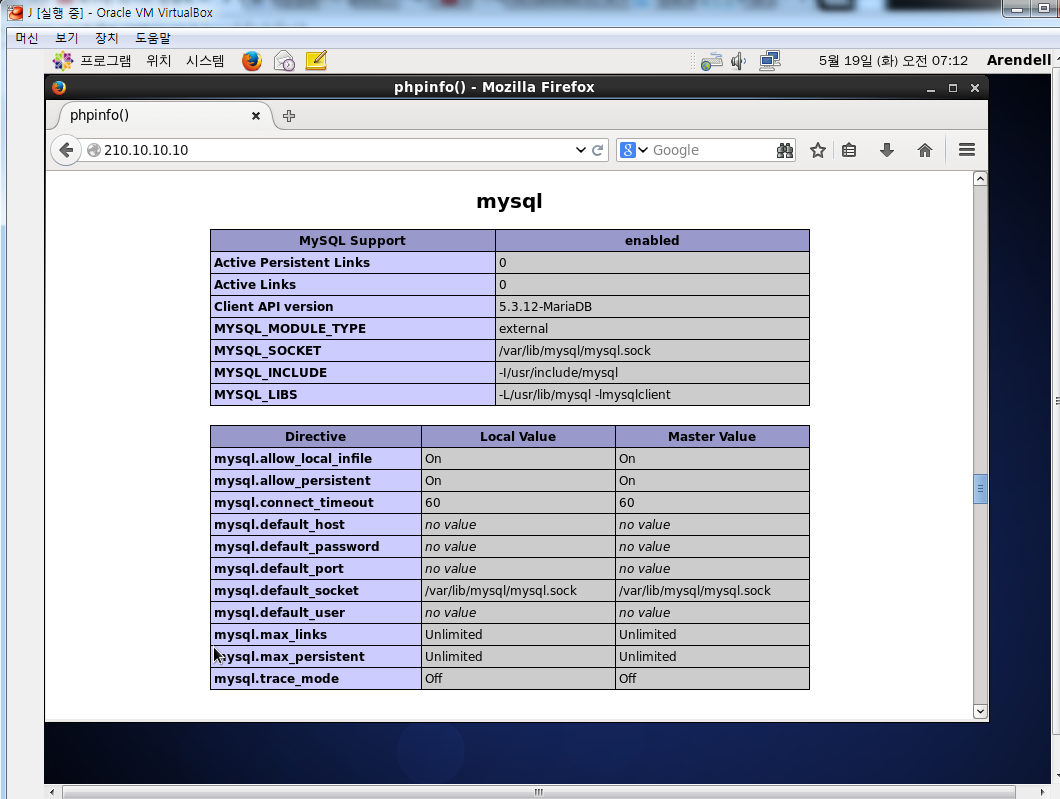 J [실행 중] - Oracle VM VirtualBox
머신 보기 장치 도움말
프로그램 위치 시스템 5월 19일 (화) 오전 07:12 Arendell
phpinfo() - Mozilla Firefox
phpinfo()
210.10.10.10 8 Google
mysql
MySQL Support enabled
Active Persistent Links 0
Active Links 0
Client API version 5.3.12-MariaDB
MYSQL_MODULE_TYPE external
MYSQL_SOCKET /var/lib/mysql/mysql.sock
MYSQL_INCLUDE -I/usr/include/mysql
MYSQL_LIBS -L/usr/lib/mysql -lmysqlclient
Directive Local Value Master Value
mysql.allow_local_infile On On
mysql.allow_persistent On On
mysql.connect_timeout 60 60
mysql.default_host no value no value
mysql.default_password no value no value
mysql.default_port no value no value
mysql.default_socket /var/lib/mysql/mysql.sock /var/lib/mysql/mysql.sock
mysql.default_user no value no value
mysql.max_links Unlimited Unlimited
mysql.max_persistent Unlimited Unlimited
mysql.trace_mode Off Off